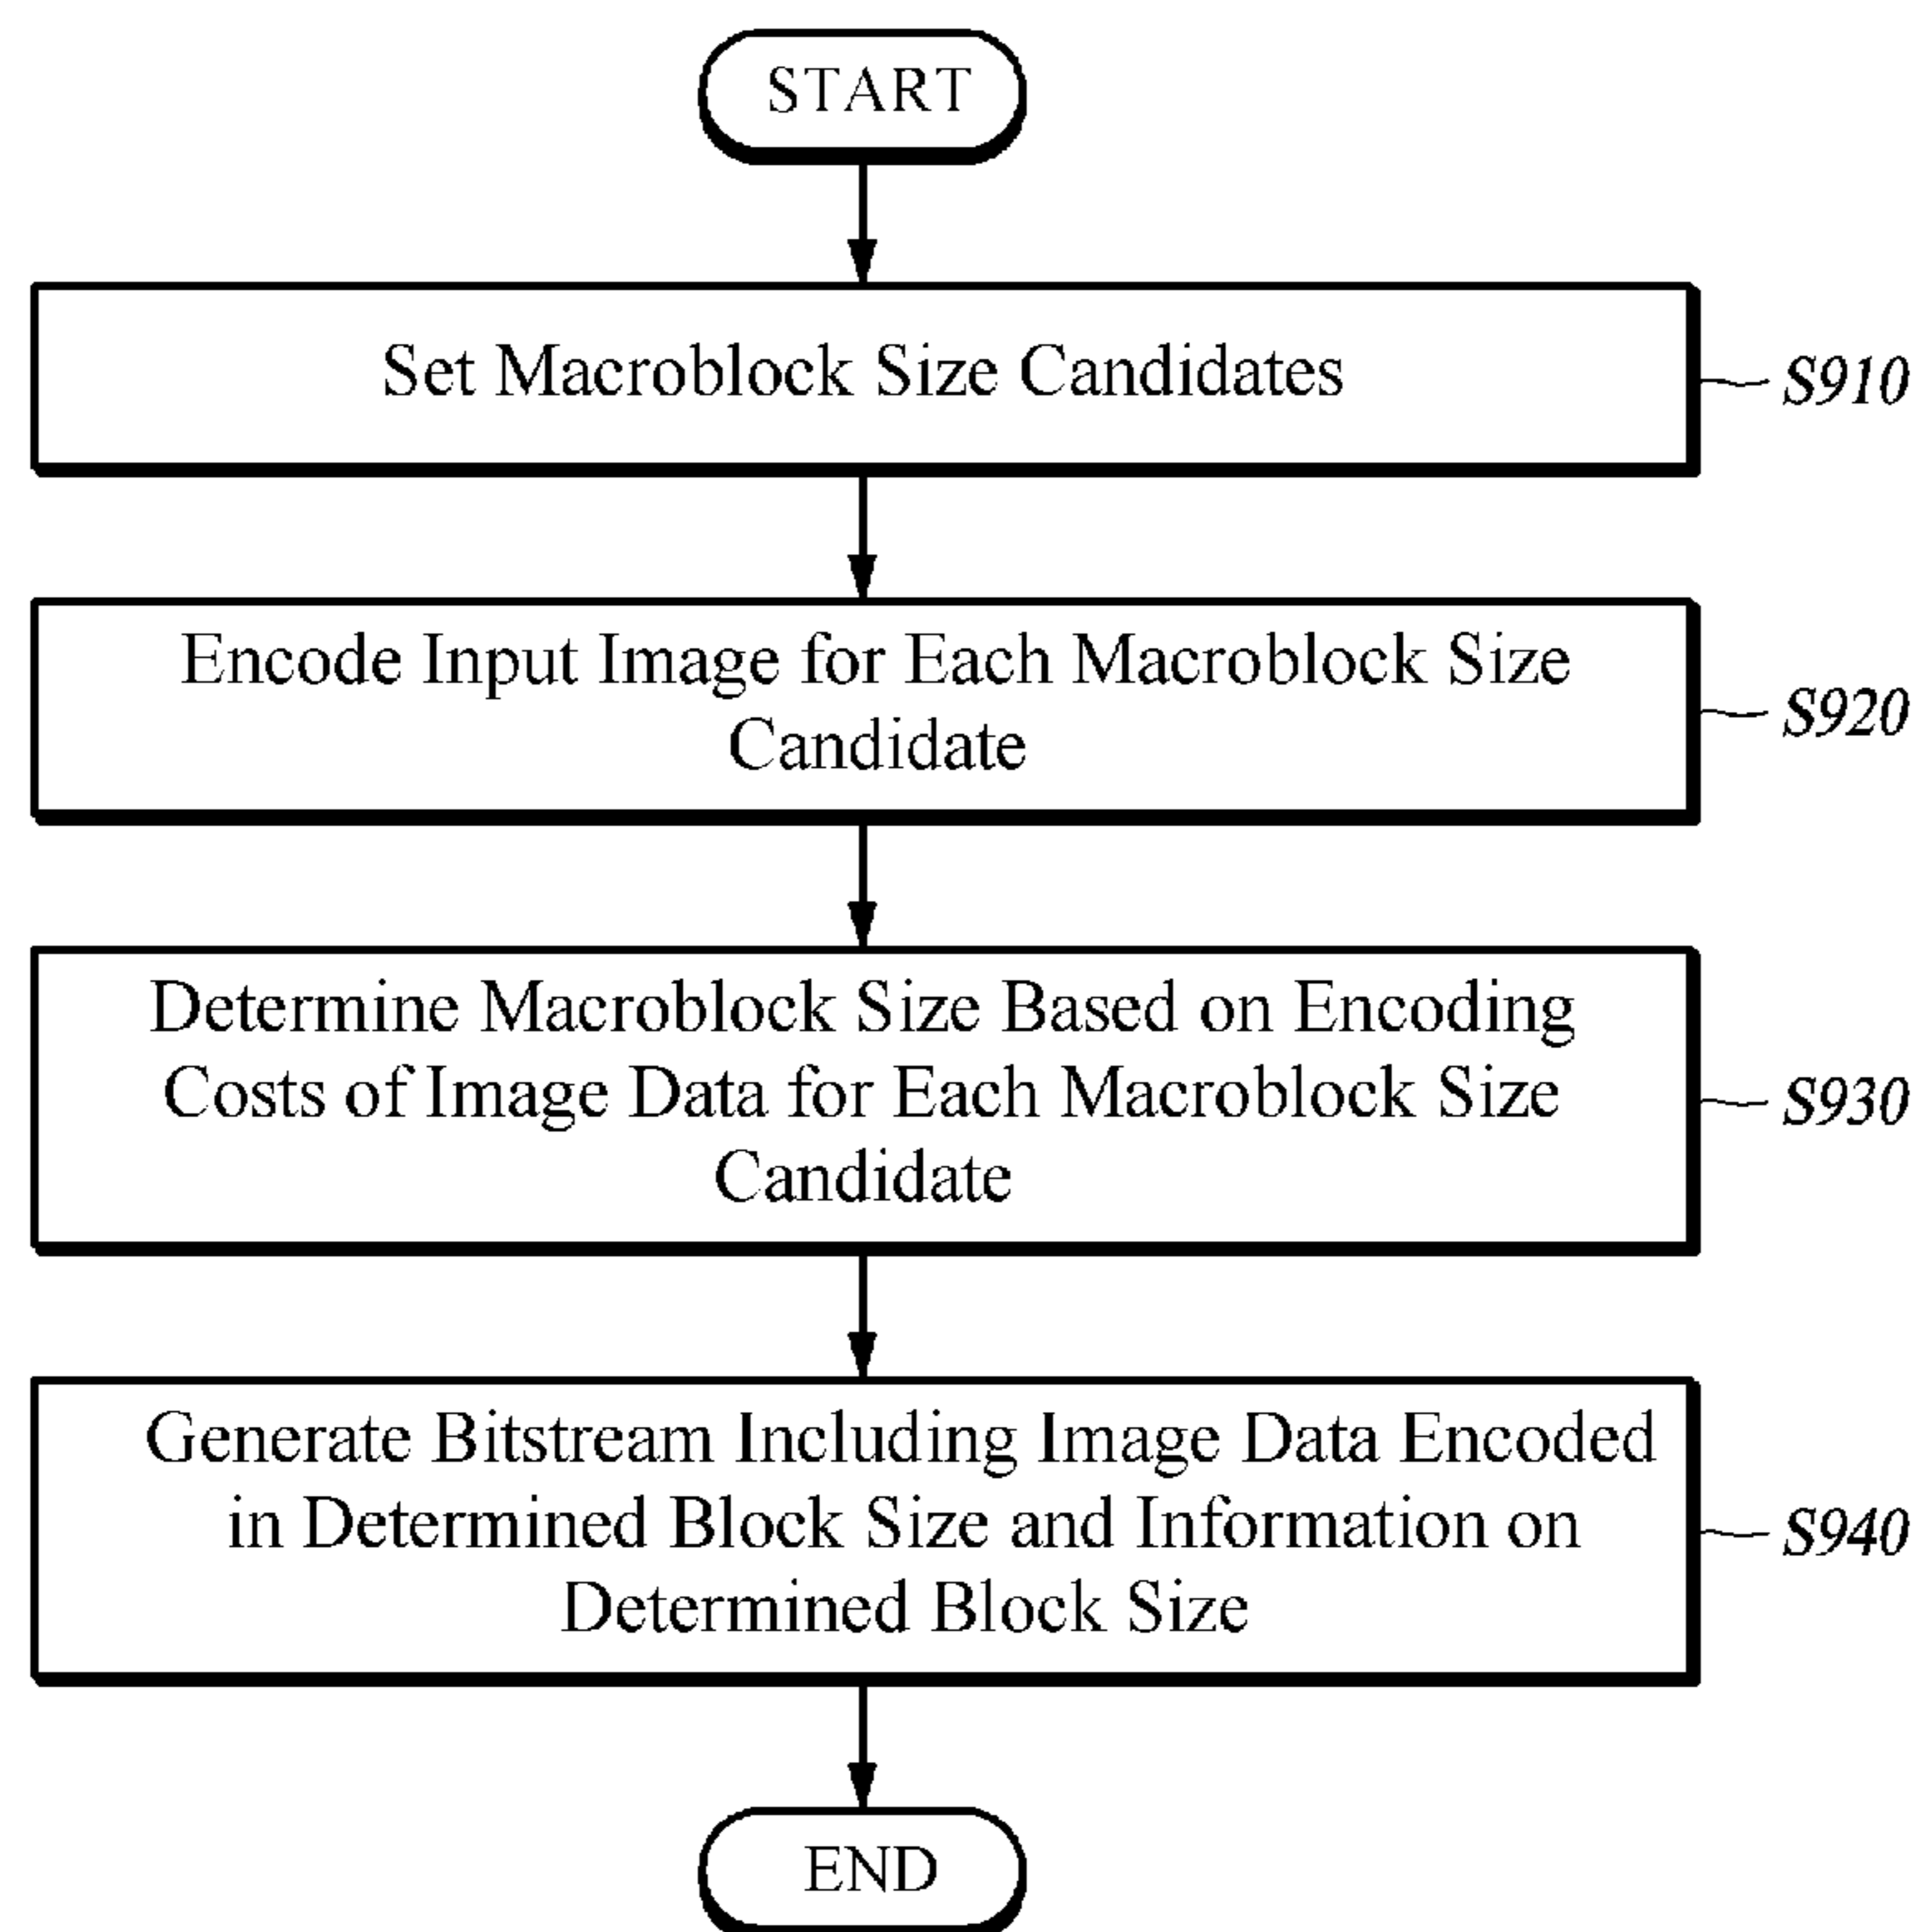 START
Set Macroblock Size Candidates
S910
Encode Input Image for Each Macroblock Size
Candidate
S920
Determine Macroblock Size Based on Encoding
Costs of Image Data for Each Macroblock Size
Candidate
S930
Generate Bitstream Including Image Data Encoded
in Determined Block Size and Information on
Determined Block Size
S940
END